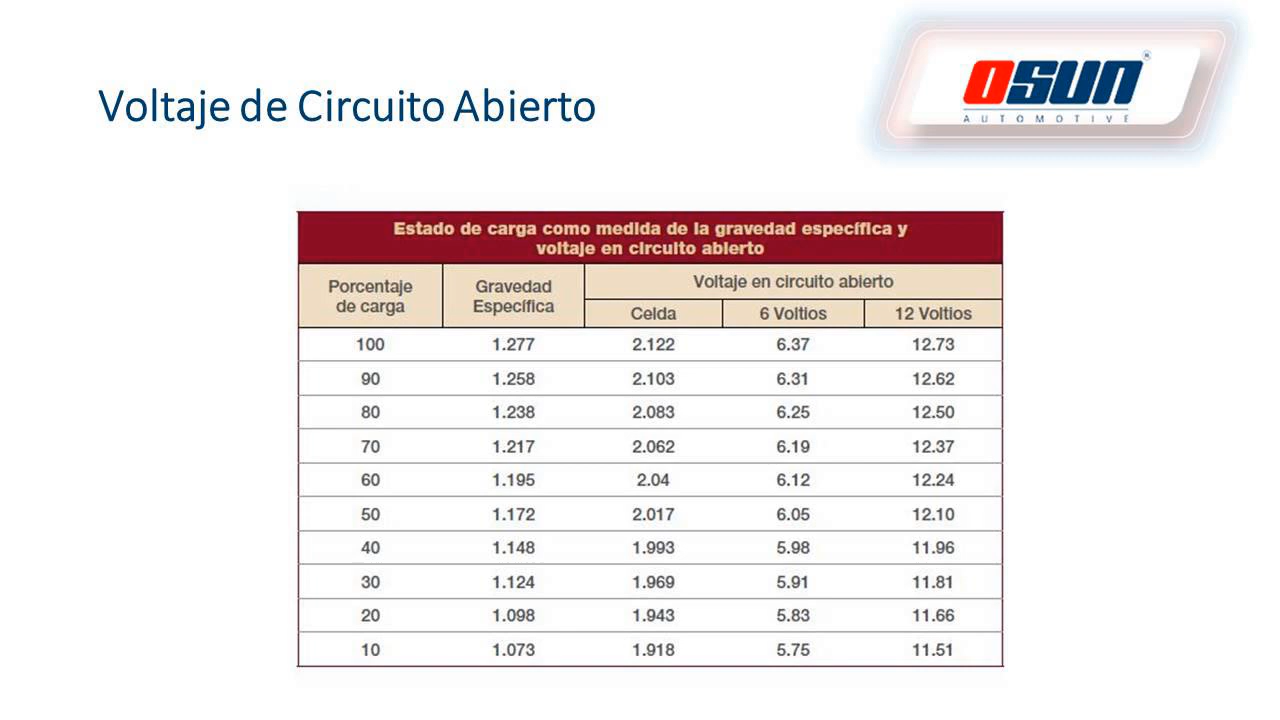 Voltaje de Circuito Abierto
OSUN
®
AUTOMOTIVE
Estado de carga como medida de la gravedad específica y
voltaje en circuito abierto
Porcentaje
de carga
Gravedad
Específica
Voltaje en circuito abierto
Celda 6 Voltios 12 Voltios
100 1.277 2.122 6.37 12.73
90 1.258 2.103 6.31 12.62
80 1.238 2.083 6.25 12.50
70 1.217 2.062 6.19 12.37
60 1.195 2.04 6.12 12.24
50 1.172 2.017 6.05 12.10
40 1.148 1.993 5.98 11.96
30 1.124 1.969 5.91 11.81
20 1.098 1.943 5.83 11.66
10 1.073 1.918 5.75 11.51